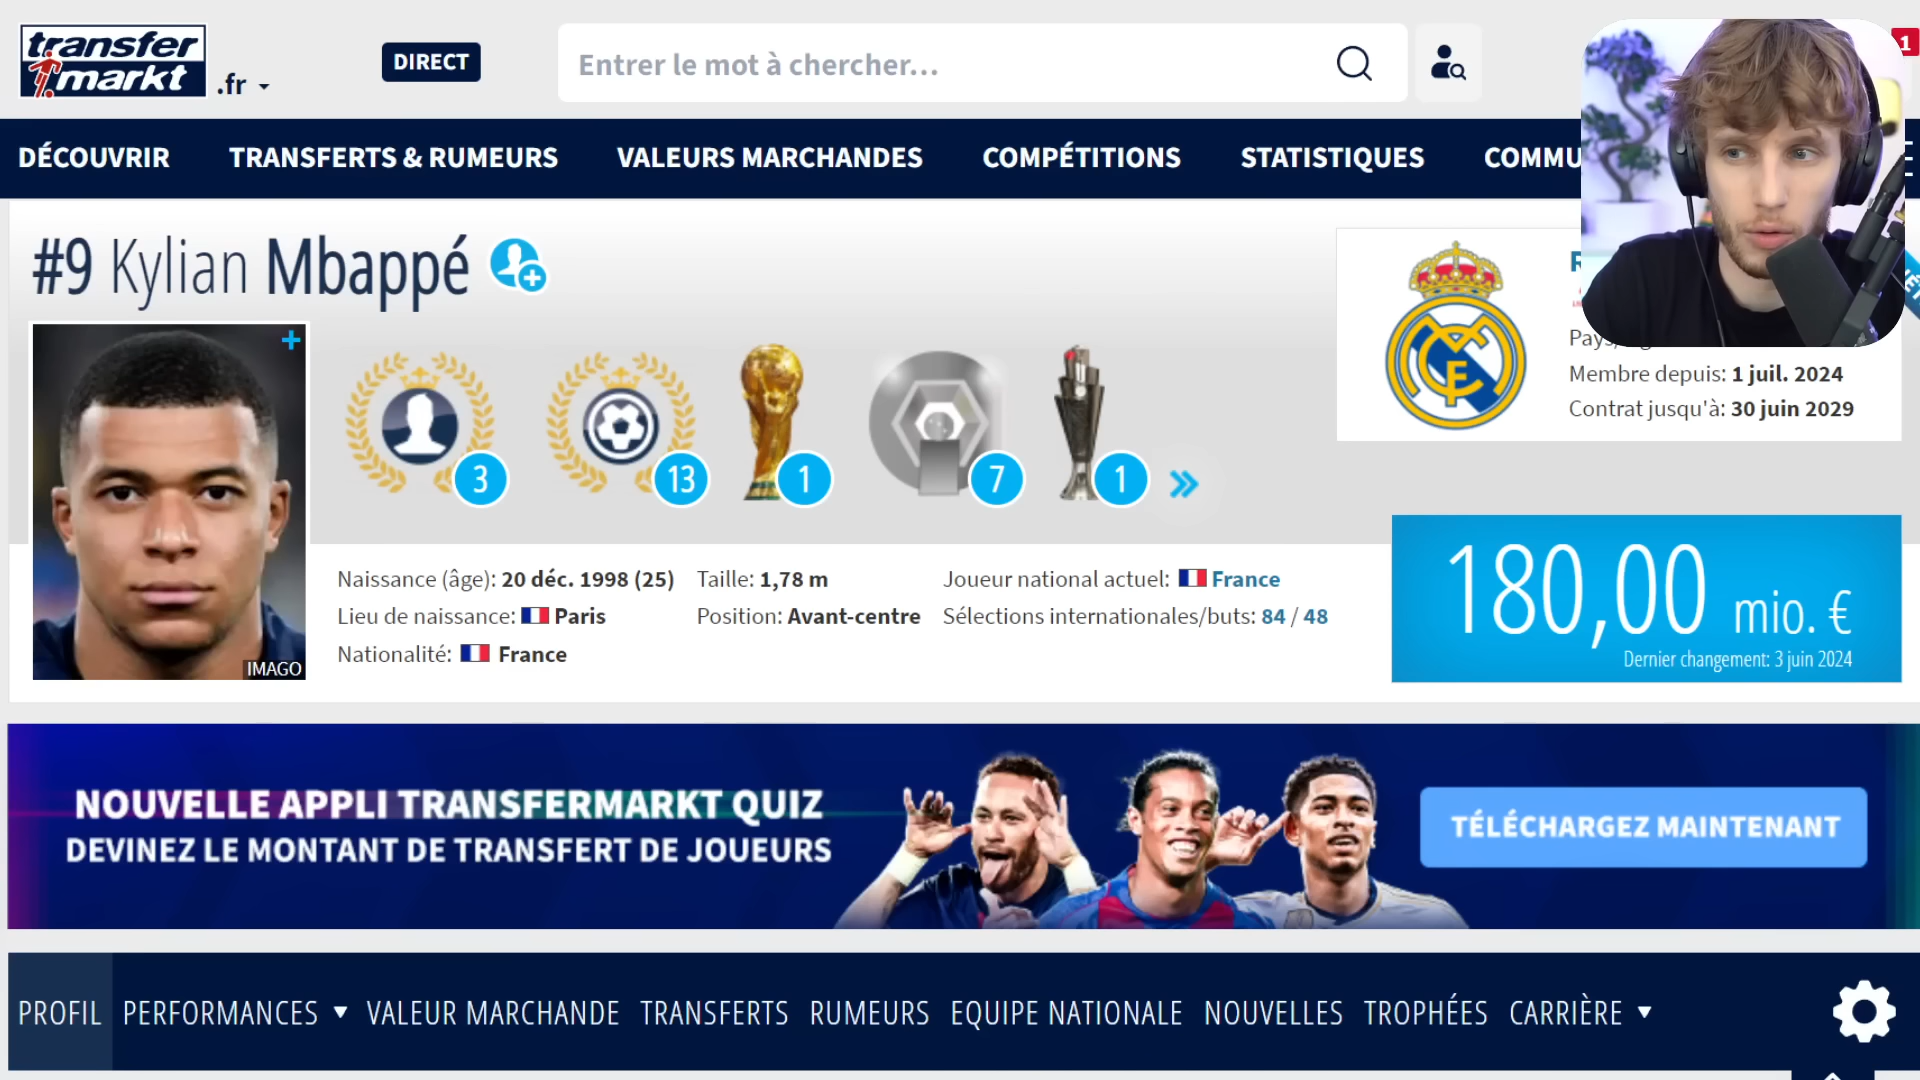 transfer
markt
.fr
DIRECT
Entrer le mot à chercher...
1
DÉCOUVRIR
TRANSFERTS & RUMEURS
VALEURS MARCHANDES
COMPÉTITIONS
STATISTIQUES
COMMU
#9 Kylian Mbappé
3
13
1
7
1
Membre depuis: 1 juil. 2024
Contrat jusqu'à: 30 juin 2029
IMAGO
Naissance (âge): 20 déc. 1998 (25)
Lieu de naissance: Paris
Nationalité: France
Taille: 1,78 m
Position: Avant-centre
Joueur national actuel: France
Sélections internationales/buts: 84 / 48
180,00 mio. €
Dernier changement: 3 juin 2024
NOUVELLE APPLI TRANSFERMARKT QUIZ
DEVINEZ LE MONTANT DE TRANSFERT DE JOUEURS
TÉLÉCHARGEZ MAINTENANT
PROFIL
PERFORMANCES
VALEUR MARCHANDE
TRANSFERTS
RUMEURS
EQUIPE NATIONALE
NOUVELLES
TROPHÉES
CARRIÈRE